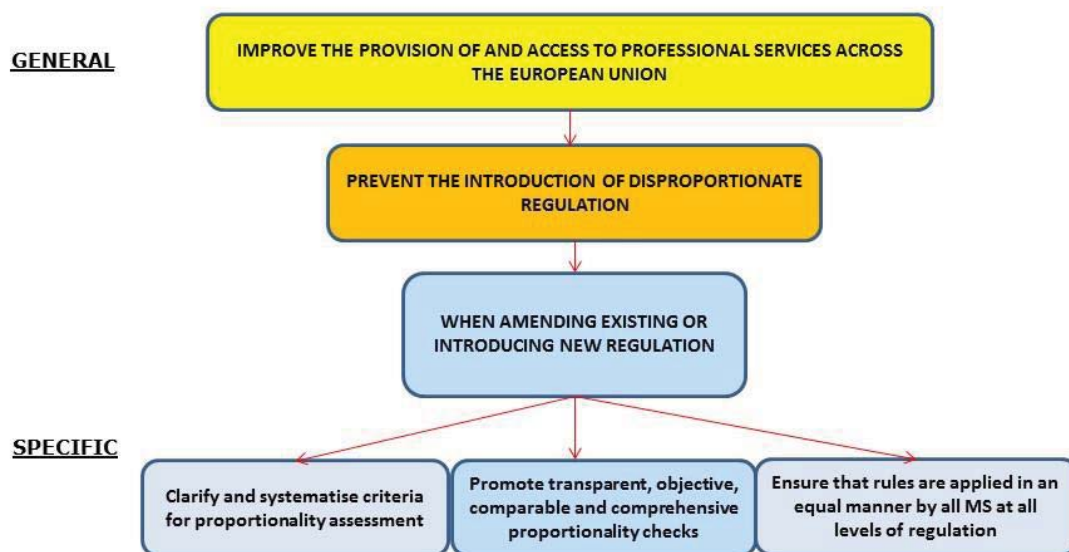 GENERAL
IMPROVE THE PROVISION OF AND ACCESS TO PROFESSIONAL SERVICES ACROSS
THE EUROPEAN UNION
PREVENT THE INTRODUCTION OF DISPROPORTIONATE
REGULATION
WHEN AMENDING EXISTING OR
INTRODUCING NEW REGULATION
SPECIFIC
Clarify and systematise criteria
for proportionality assessment
Promote transparent, objective,
comparable and comprehensive
proportionality checks
Ensure that rules are applied in an
equal manner by all MS at all
levels of regulation